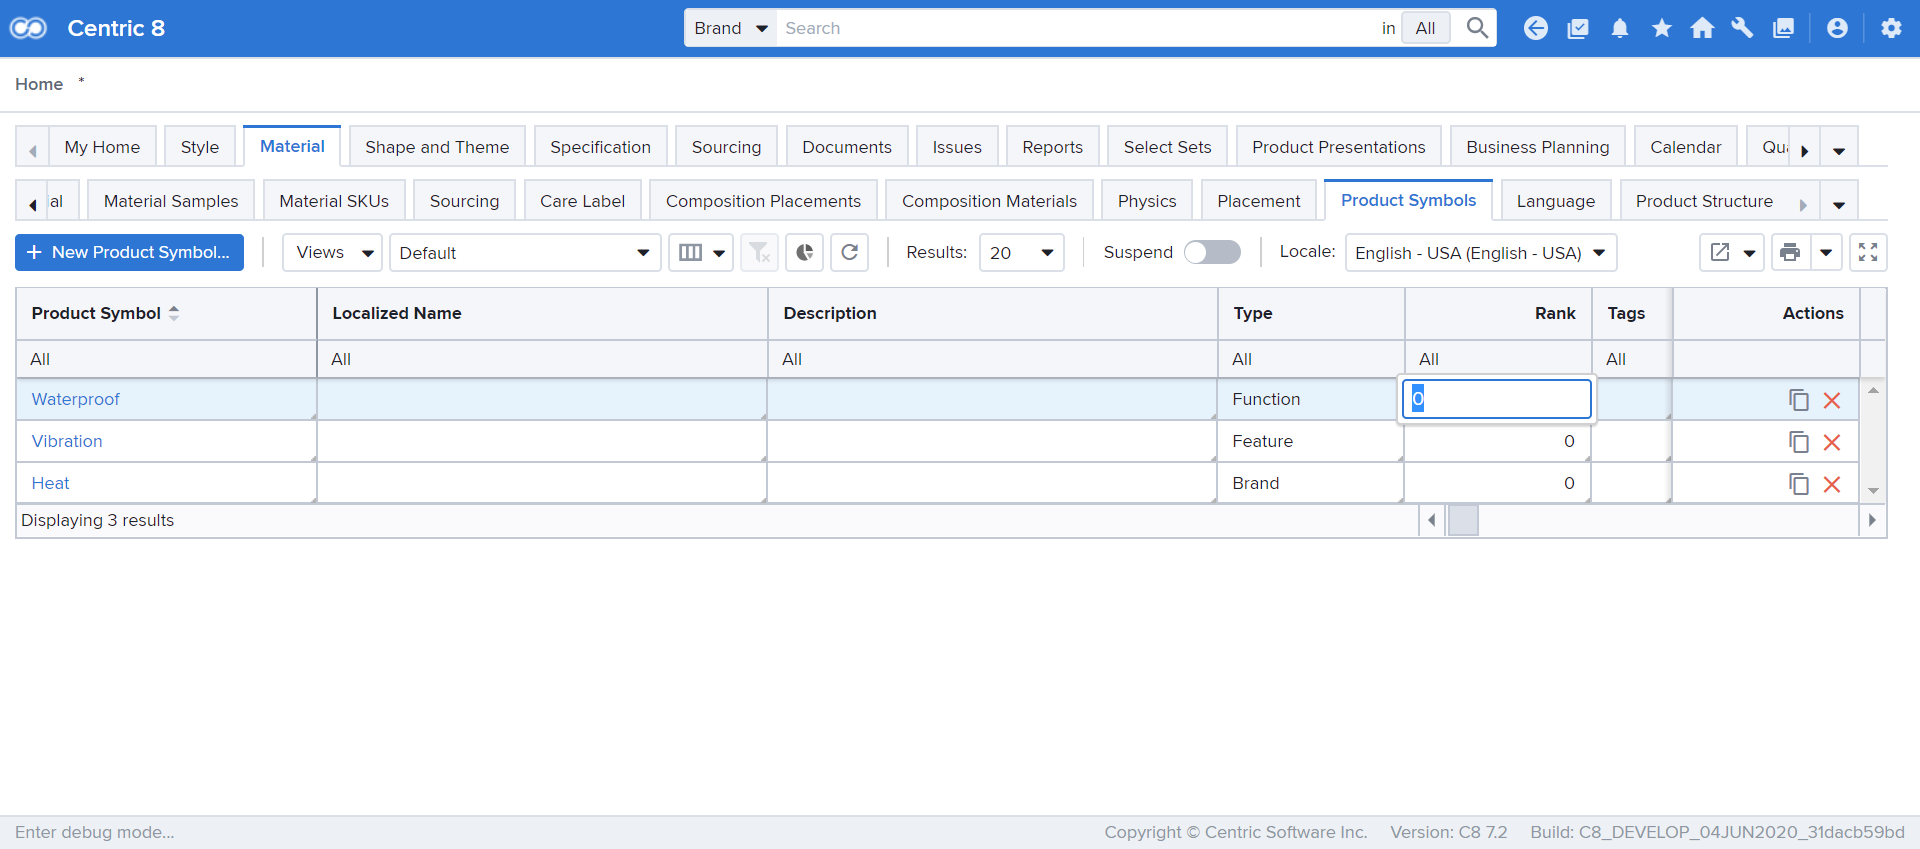 Centric 8
Brand Search in All
Home *
My Home Style Material Shape and Theme Specification Sourcing Documents Issues Reports Select Sets Product Presentations Business Planning Calendar Qu
al Material Samples Material SKUs Sourcing Care Label Composition Placements Composition Materials Physics Placement Product Symbols Language Product Structure
+ New Product Symbol... Views Default Results: 20 Suspend Locale: English - USA (English - USA)
Product Symbol Localized Name Description Type Rank Tags Actions
All All All All All All
Waterproof Function 0
Vibration Feature 0
Heat Brand 0
Displaying 3 results
Enter debug mode... Copyright © Centric Software Inc. Version: C8 7.2 Build: C8_DEVELOP_04JUN2020_31dacb59bd